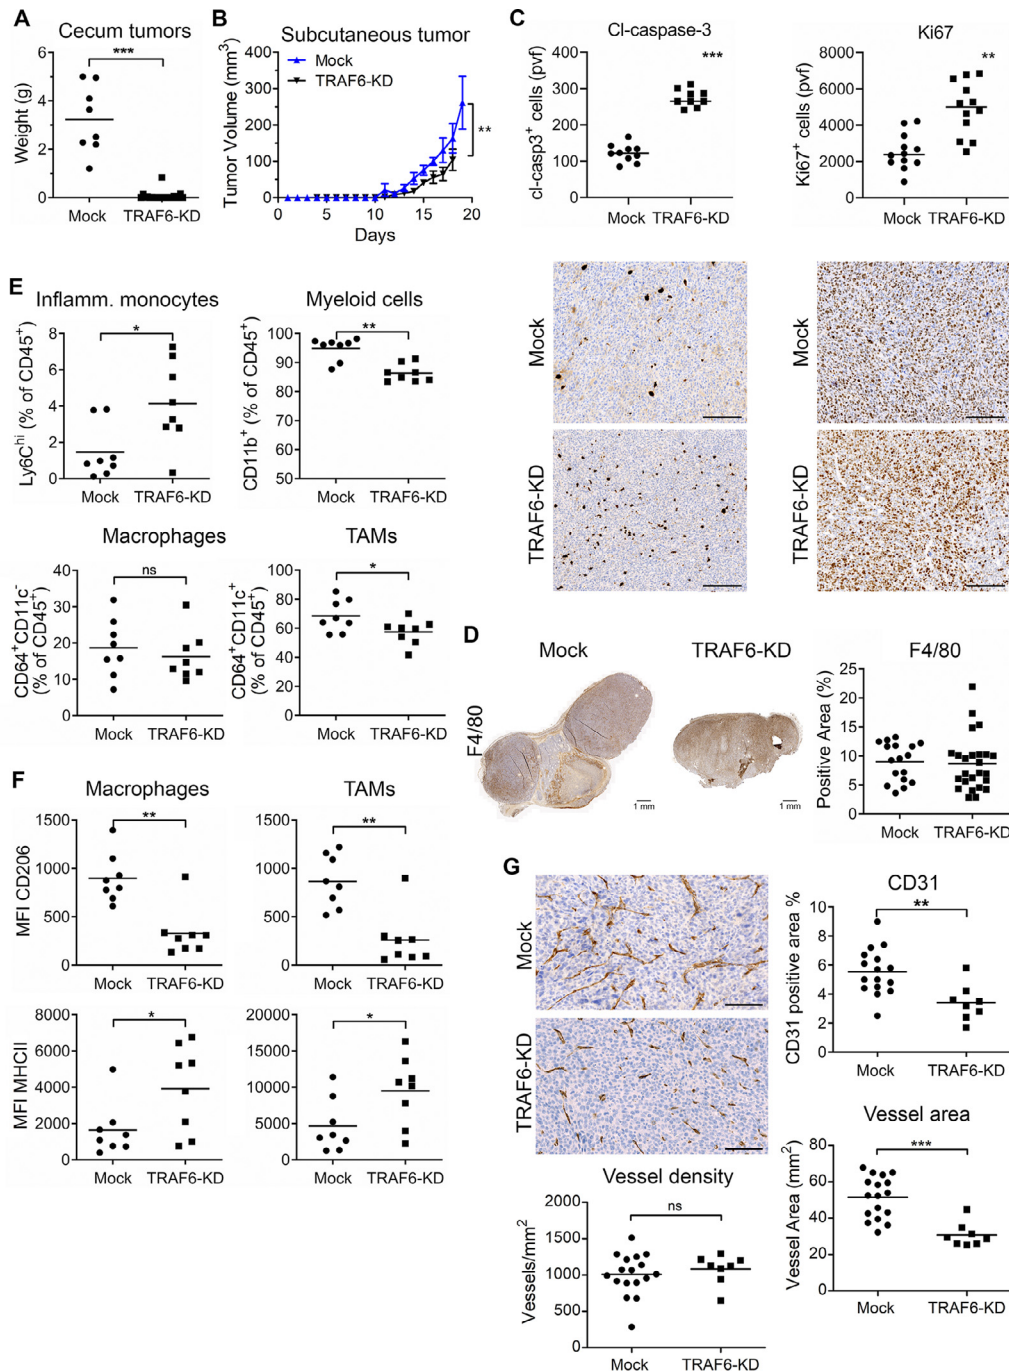 A
Cecum tumors
***
Weight (g)
6
4
2
0
Mock
TRAF6-KD
B
Subcutaneous tumor
Mock
TRAF6-KD
**
Tumor Volume (mm³)
400
300
200
100
0
0
5
10
15
20
Days
C
Cl-caspase-3
***
cl-casp3⁺ cells (pvf)
400
300
200
100
0
Mock
TRAF6-KD
Ki67
**
Ki67⁺ cells (pvf)
8000
6000
4000
2000
0
Mock
TRAF6-KD
Mock
TRAF6-KD
Mock
TRAF6-KD
D
Mock
TRAF6-KD
F4/80
1 mm
1 mm
F4/80
Positive Area (%)
25
20
15
10
5
0
Mock
TRAF6-KD
E
Inflamm. monocytes
*
Ly6Cʰⁱ (% of CD45⁺)
8
6
4
2
0
Mock
TRAF6-KD
Myeloid cells
**
CD11b⁺ (% of CD45⁺)
100
90
80
70
60
50
Mock
TRAF6-KD
Macrophages
ns
CD64⁺CD11c⁻
(% of CD45⁺)
40
30
20
10
0
Mock
TRAF6-KD
TAMs
*
CD64⁺CD11c⁻
(% of CD45⁺)
100
80
60
40
20
0
Mock
TRAF6-KD
F
Macrophages
**
MFI CD206
1500
1000
500
0
Mock
TRAF6-KD
TAMs
**
1500
1000
500
0
Mock
TRAF6-KD
*
MFI MHCII
8000
6000
4000
2000
0
Mock
TRAF6-KD
*
20000
15000
10000
5000
0
Mock
TRAF6-KD
G
Mock
TRAF6-KD
CD31
**
CD31 positive area %
10
8
6
4
2
0
Mock
TRAF6-KD
Vessel density
ns
Vessels/mm²
2000
1500
1000
500
0
Mock
TRAF6-KD
Vessel area
***
Vessel Area (mm²)
80
60
40
20
0
Mock
TRAF6-KD